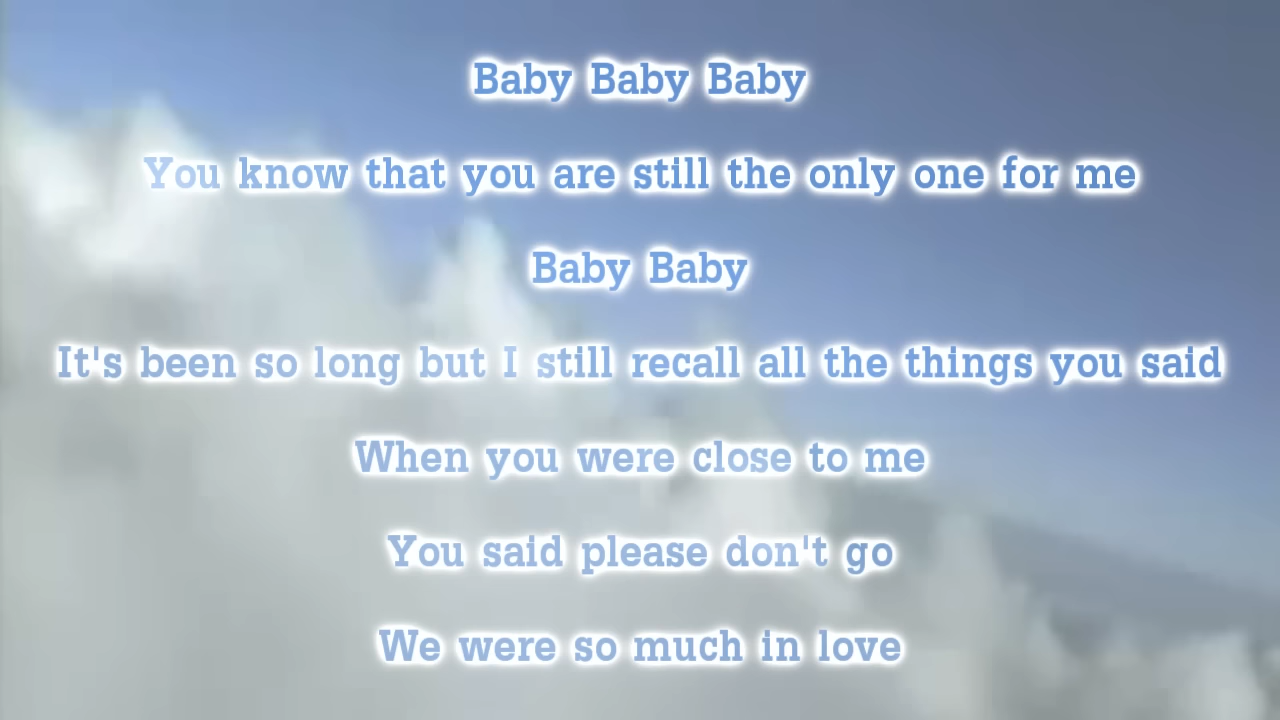 Baby Baby Baby
You know that you are still the only one for me
Baby Baby
It's been so long but I still recall all the things you said
When you were close to me
You said please don't go
We were so much in love